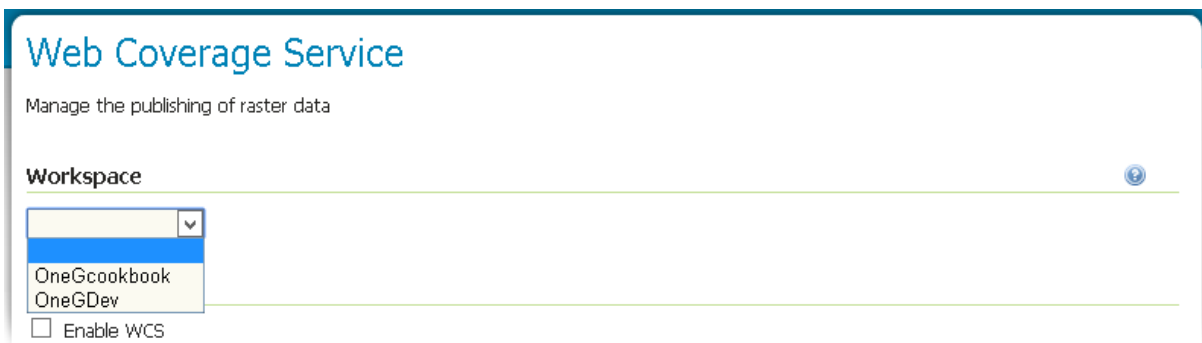 Web Coverage Service
Manage the publishing of raster data
Workspace
OneGcookbook
OneGDev
Enable WCS